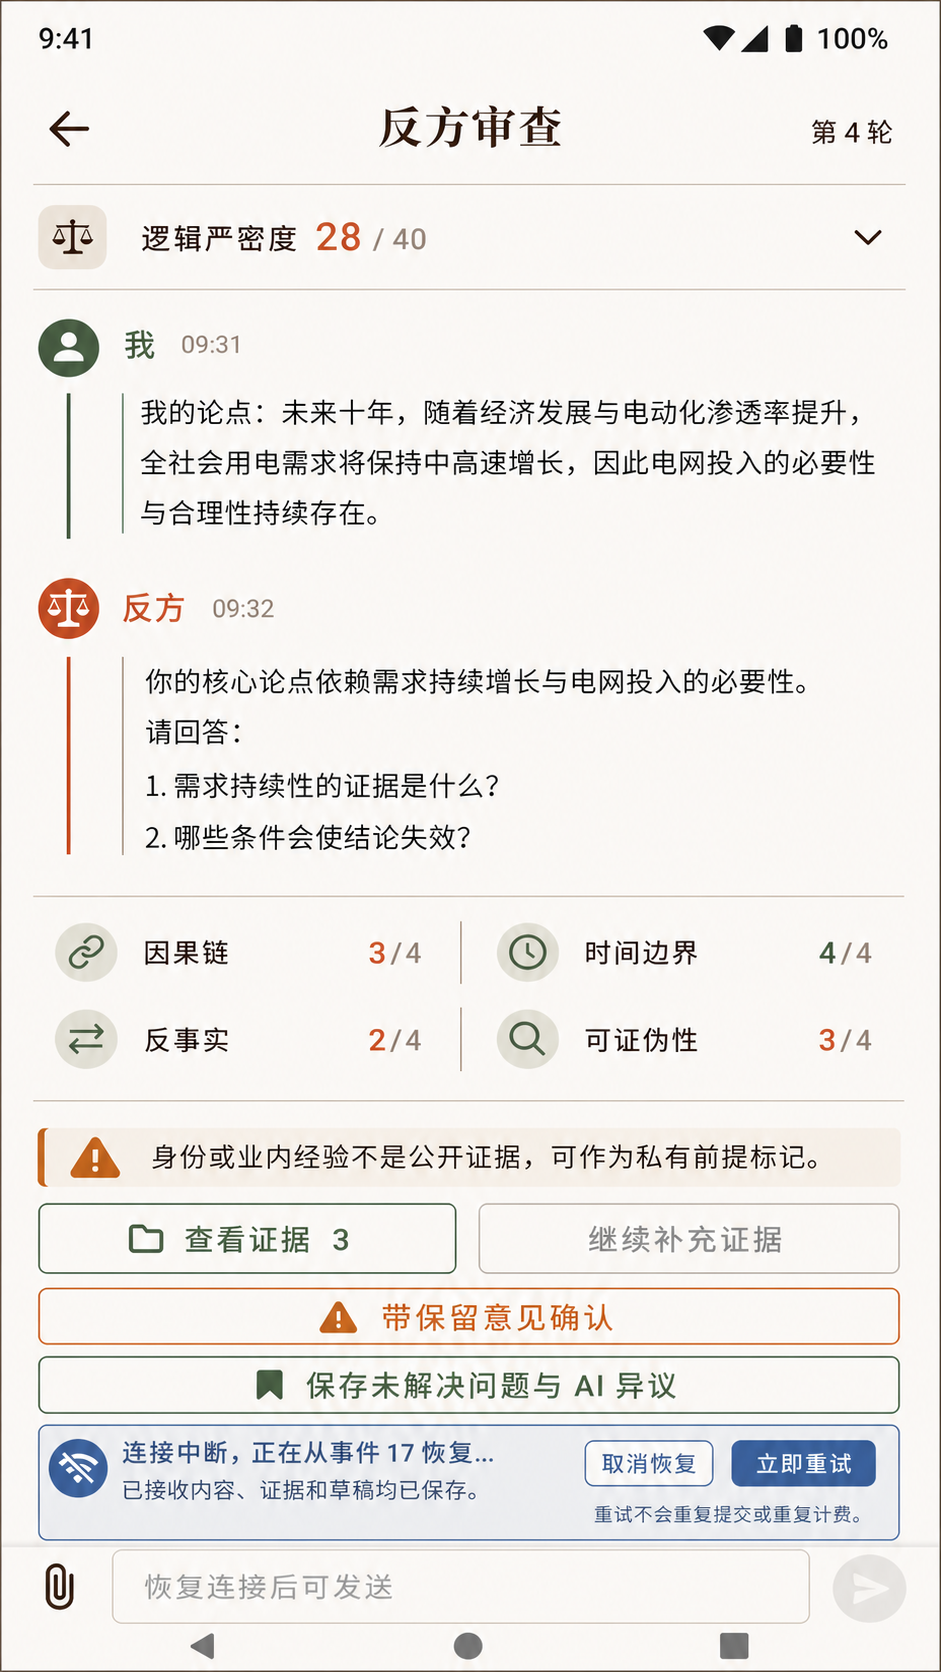 9:41 100%
反方审查
第 4 轮
逻辑严密度 28 / 40
我 09:31
我的论点：未来十年，随着经济发展与电动化渗透率提升，
全社会用电需求将保持中高速增长，因此电网投入的必要性
与合理性持续存在。
反方 09:32
你的核心论点依赖需求持续增长与电网投入的必要性。
请回答：
1. 需求持续性的证据是什么？
2. 哪些条件会使结论失效？
因果链 3/4 时间边界 4/4
反事实 2/4 可证伪性 3/4
身份或业内经验不是公开证据，可作为私有前提标记。
查看证据 3 继续补充证据
带保留意见确认
保存未解决问题与 AI 异议
连接中断，正在从事件 17 恢复...
已接收内容、证据和草稿均已保存。
取消恢复 立即重试
重试不会重复提交或重复计费。
恢复连接后可发送